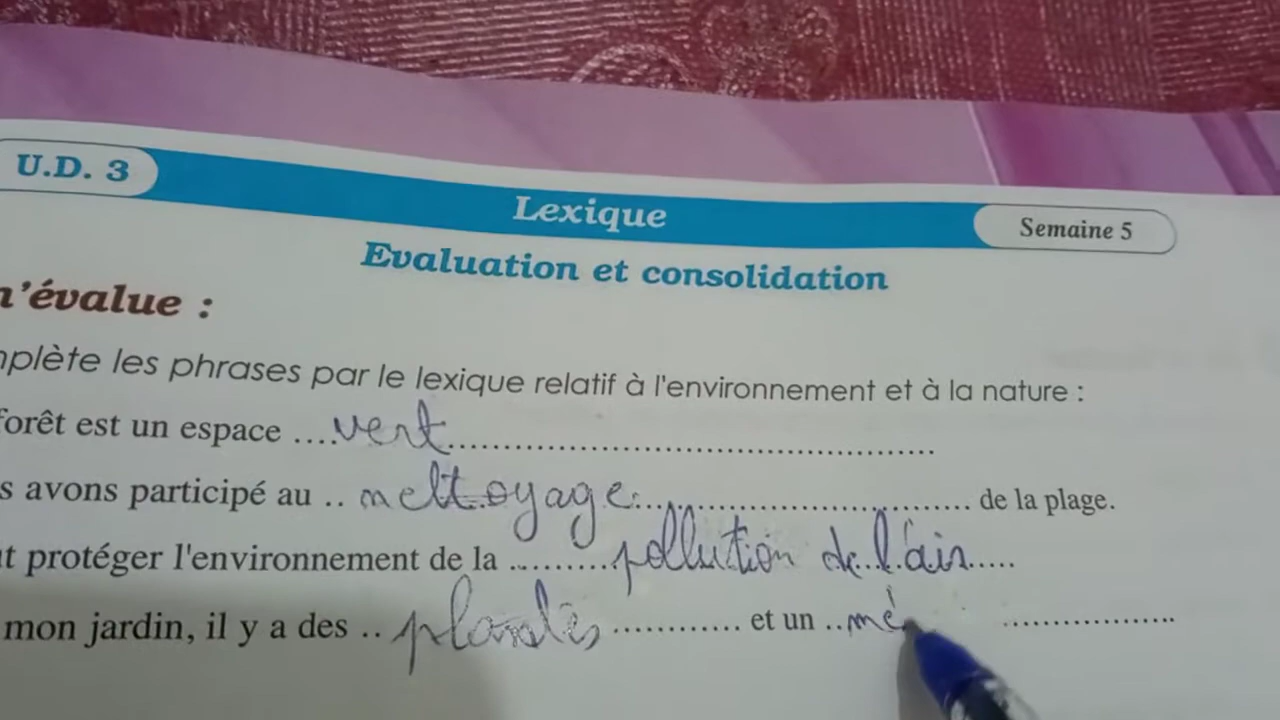 U.D. 3
Lexique
Semaine 5
Evaluation et consolidation
n'évalue :
nplète les phrases par le lexique relatif à l'environnement et à la nature :
forêt est un espace ....vert..........
s avons participé au .. nettoyage.......... de la plage.
t protéger l'environnement de la ..........pollution de l'air.....
mon jardin, il y a des .. plantes ............ et un ..mé ....................